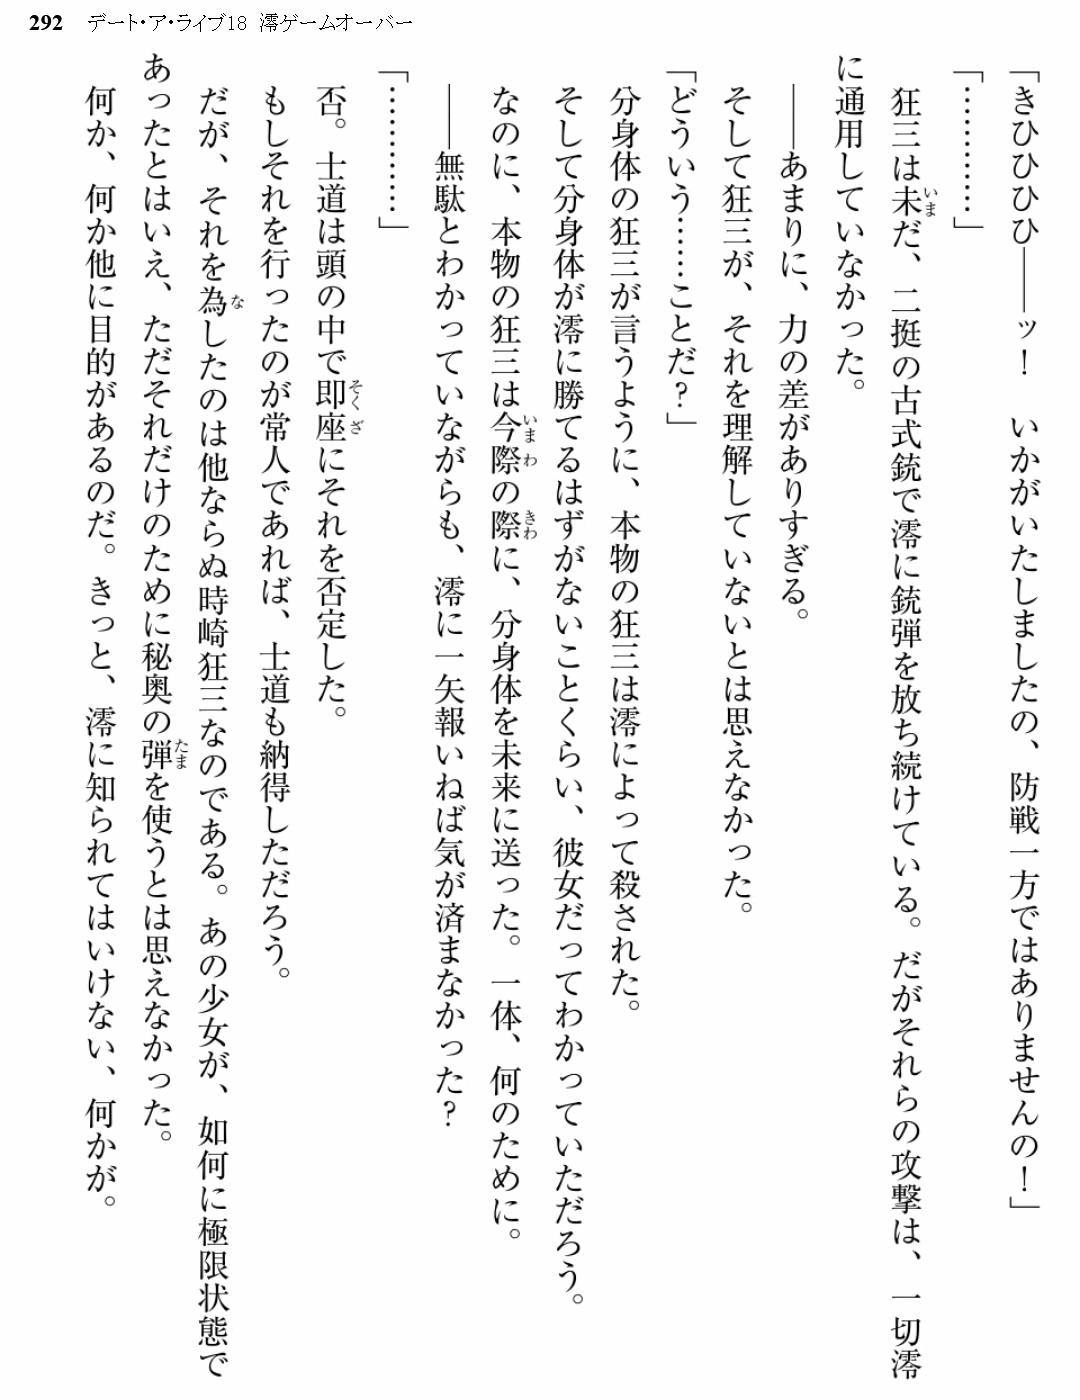 292 デート・ア・ライブ18 澪ゲームオーバー
「きひひひひ――ッ！　いかがいたしましたの、防戦一方ではありませんの！」
「…………」
　狂三は未だ、二挺の古式銃で澪に銃弾を放ち続けている。だがそれらの攻撃は、一切澪
に通用していなかった。
　――あまりに、力の差がありすぎる。
　そして狂三が、それを理解していないとは思えなかった。
「どういう……ことだ？」
　分身体の狂三が言うように、本物の狂三は澪によって殺された。
　そして分身体が澪に勝てるはずがないことくらい、彼女だってわかっていただろう。
　なのに、本物の狂三は今際の際に、分身体を未来に送った。一体、何のために。
　――無駄とわかっていながらも、澪に一矢報いねば気が済まなかった？
「…………」
　否。士道は頭の中で即座にそれを否定した。
　もしそれを行ったのが常人であれば、士道も納得しただろう。
　だが、それを為したのは他ならぬ時崎狂三なのである。あの少女が、如何に極限状態で
あったとはいえ、ただそれだけのために秘奥の弾を使うとは思えなかった。
　何か、何か他に目的があるのだ。きっと、澪に知られてはいけない、何かが。